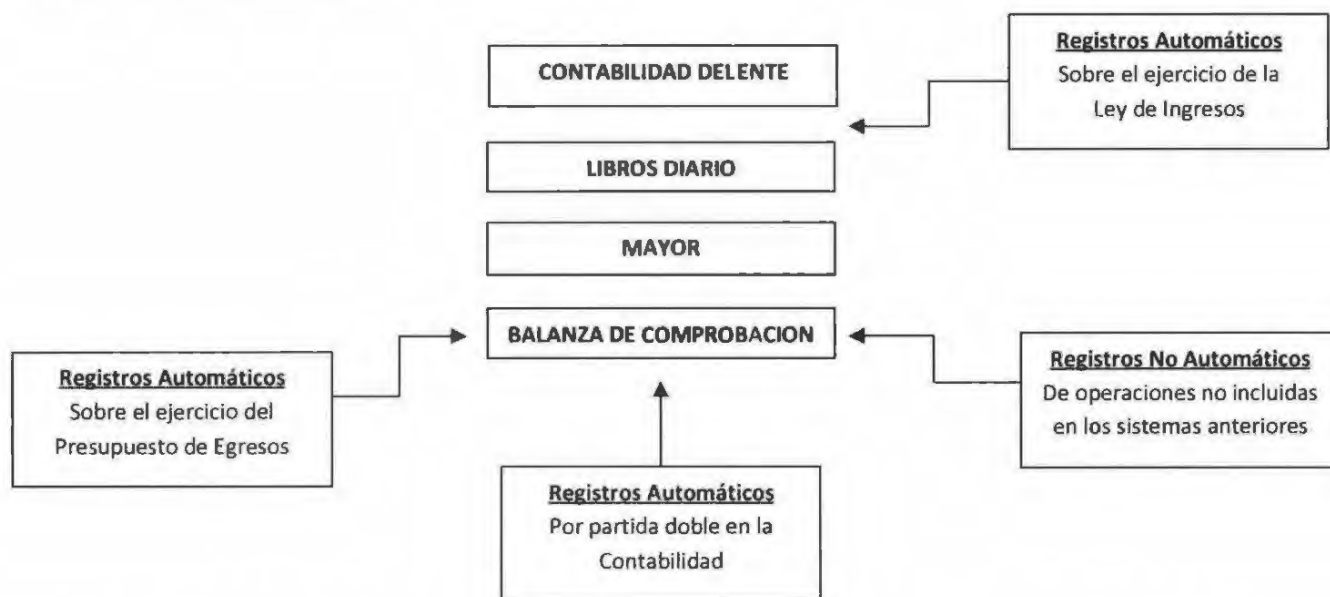 CONTABILIDAD DELENTE
Registros Automáticos
Sobre el ejercicio de la
Ley de Ingresos
LIBROS DIARIO
MAYOR
BALANZA DE COMPROBACION
Registros Automáticos
Sobre el ejercicio del
Presupuesto de Egresos
Registros No Automáticos
De operaciones no incluidas
en los sistemas anteriores
Registros Automáticos
Por partida doble en la
Contabilidad